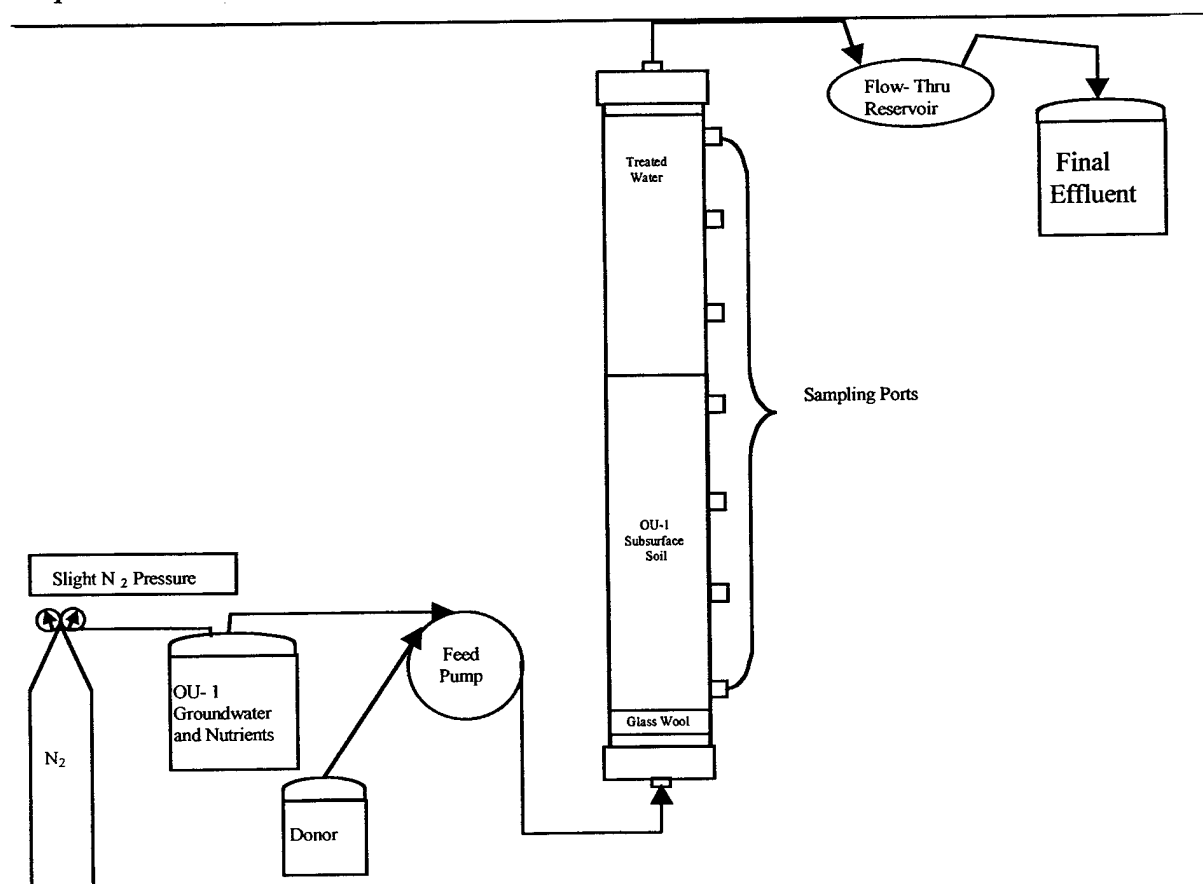 Flow- Thru
Reservoir
Final
Effluent
Treated
Water
Sampling Ports
OU-1
Subsurface
Soil
Slight N 2 Pressure
Feed
Pump
OU- 1
Groundwater
and Nutrients
Glass Wool
N2
Donor